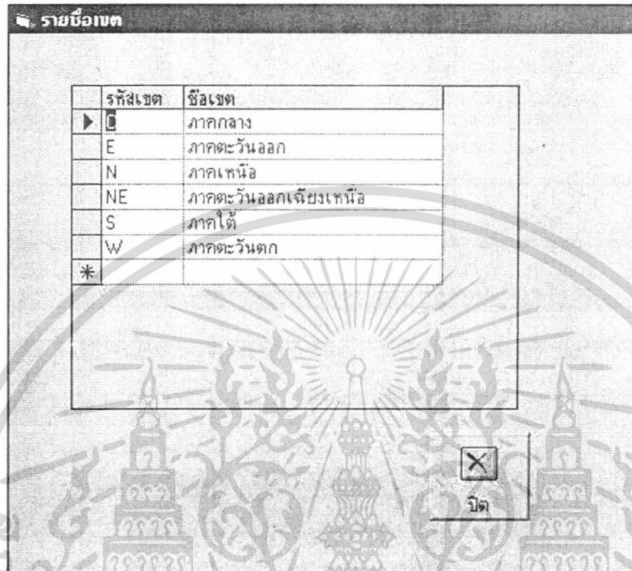 รายชื่อเขต
รหัสเขต ชื่อเขต
C ภาคกลาง
E ภาคตะวันออก
N ภาคเหนือ
NE ภาคตะวันออกเฉียงเหนือ
S ภาคใต้
W ภาคตะวันตก
ปิด